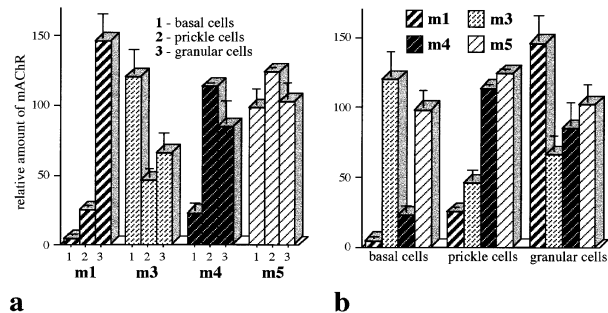 relative amount of mAChR
150
100
50
0
1 - basal cells
2 - prickle cells
3 - granular cells
1 2 3 1 2 3 1 2 3 1 2 3
m1 m3 m4 m5
a
m1 m3
m4 m5
150
100
50
0
basal cells prickle cells granular cells
b